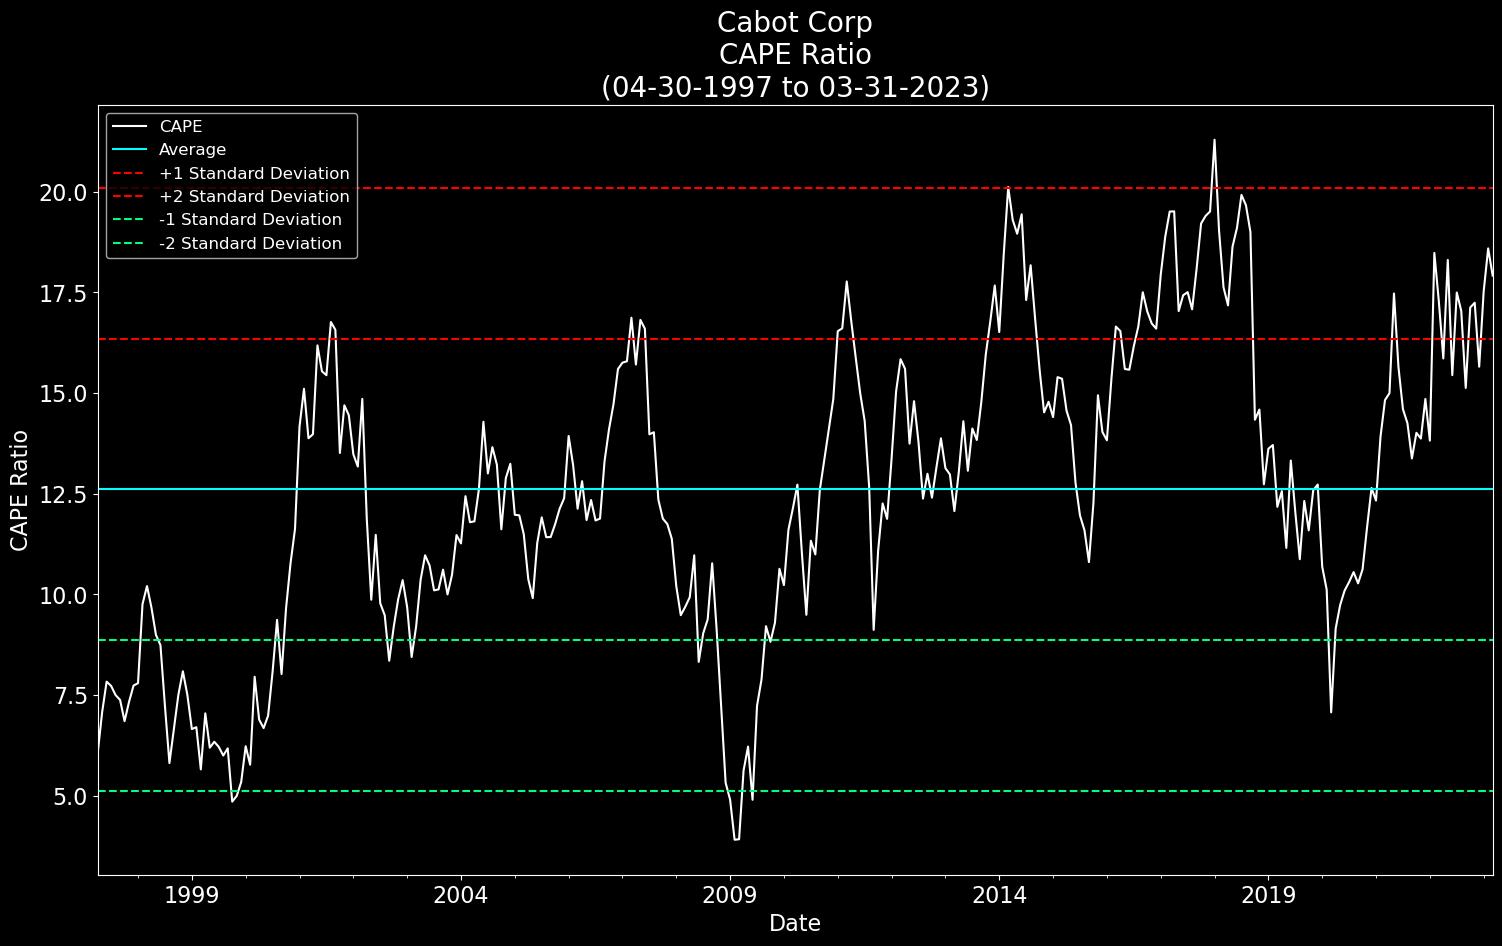 Cabot Corp
CAPE Ratio
(04-30-1997 to 03-31-2023)
CAPE
Average
+1 Standard Deviation
+2 Standard Deviation
-1 Standard Deviation
-2 Standard Deviation
CAPE Ratio
20.0
17.5
15.0
12.5
10.0
7.5
5.0
1999
2004
2009
2014
2019
Date